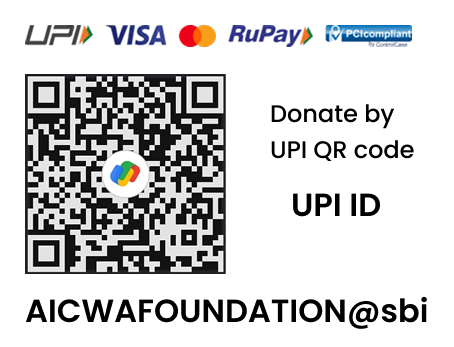 UPI VISA RuPay PCIcompliant
By ControlCase
Donate by
UPI QR code
UPI ID
AICWAFOUNDATION@sbi